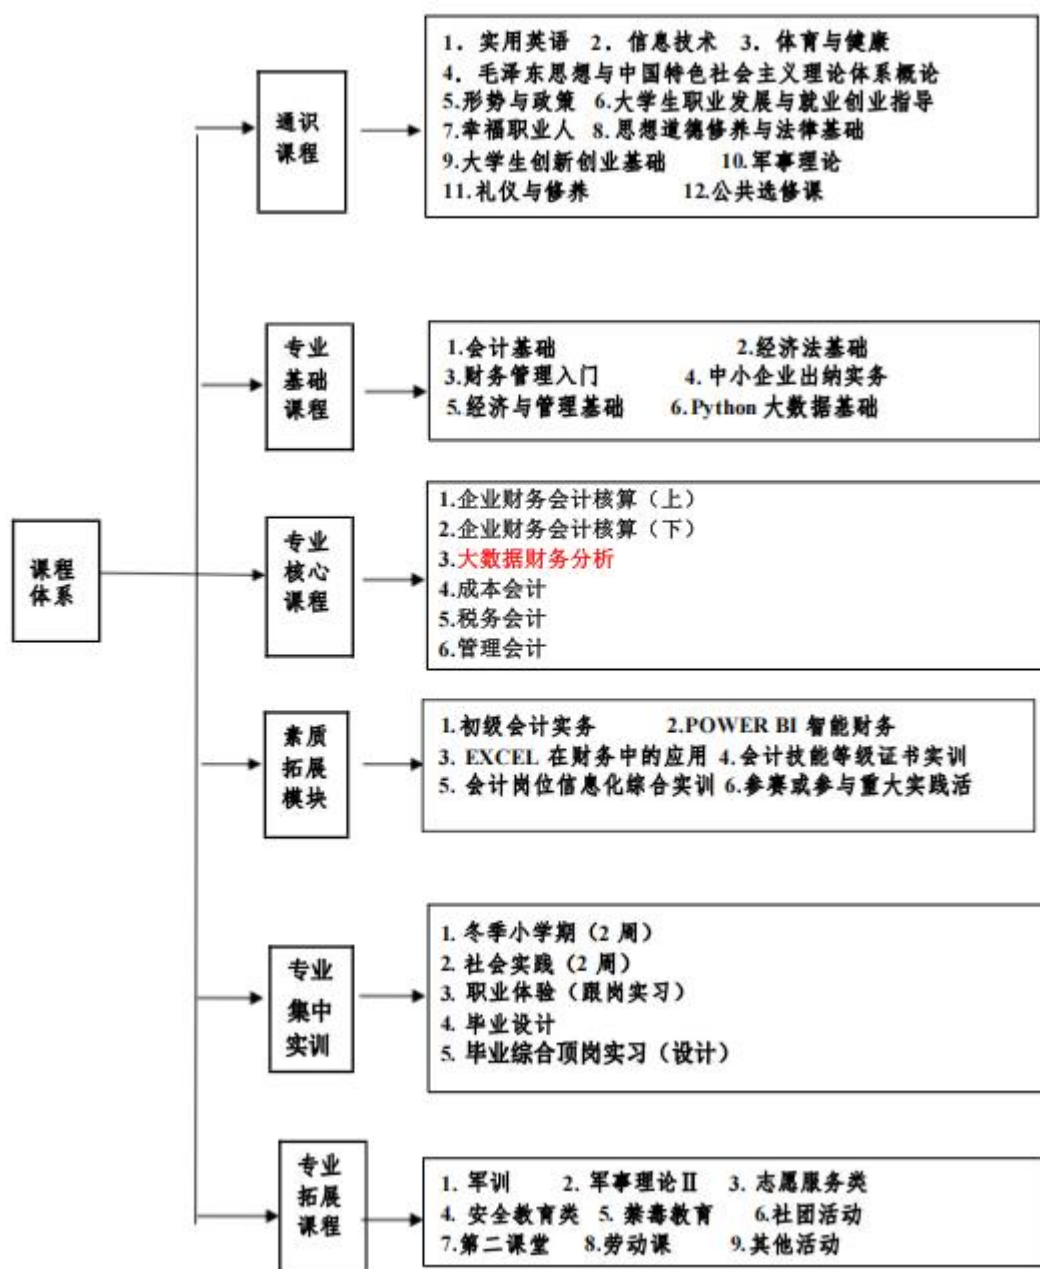 课程
体系
通识
课程
1. 实用英语 2. 信息技术 3. 体育与健康
4. 毛泽东思想与中国特色社会主义理论体系概论
5.形势与政策 6.大学生职业发展与就业创业指导
7.幸福职业人 8.思想道德修养与法律基础
9.大学生创新创业基础 10.军事理论
11.礼仪与修养 12.公共选修课
专业
基础
课程
1.会计基础 2.经济法基础
3.财务管理入门 4.中小企业出纳实务
5.经济与管理基础 6.Python 大数据基础
专业
核心
课程
1.企业财务会计核算（上）
2.企业财务会计核算（下）
3.大数据财务分析
4.成本会计
5.税务会计
6.管理会计
素质
拓展
模块
1.初级会计实务 2.POWER BI 智能财务
3. EXCEL 在财务中的应用 4.会计技能等级证书实训
5. 会计岗位信息化综合实训 6.参赛或参与重大实践活
专业
集中
实训
1. 冬季小学期（2 周）
2. 社会实践（2 周）
3. 职业体验（跟岗实习）
4. 毕业设计
5. 毕业综合顶岗实习（设计）
专业
拓展
课程
1. 军训 2. 军事理论Ⅱ 3. 志愿服务类
4. 安全教育类 5. 禁毒教育 6.社团活动
7.第二课堂 8.劳动课 9.其他活动